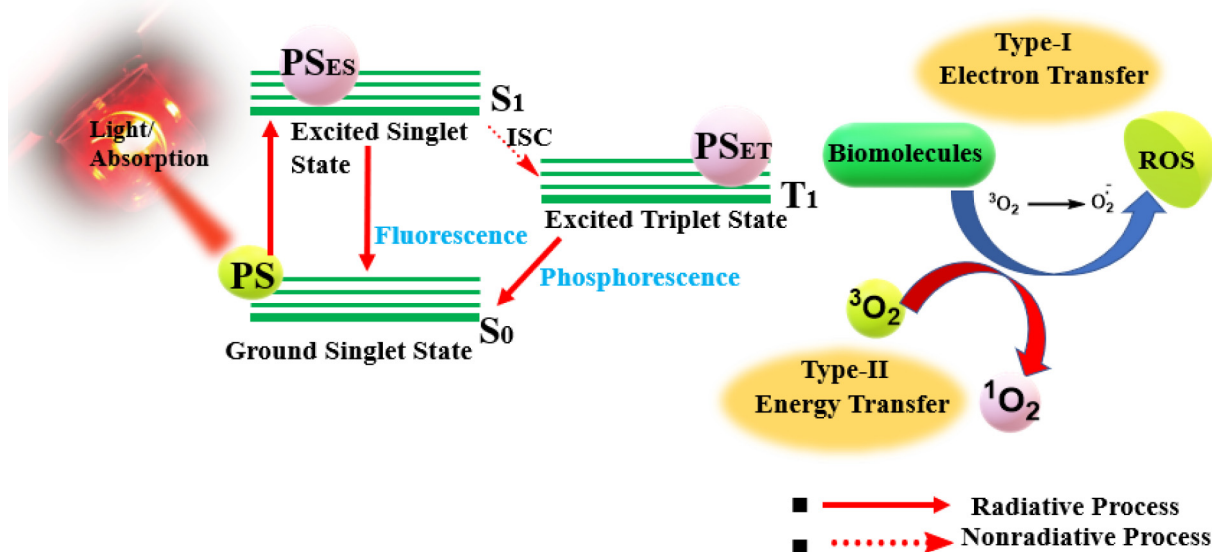 Light/
Absorption
PSES
S1
Excited Singlet
State
ISC
PSET
T1
Excited Triplet State
Fluorescence
Phosphorescence
PS
S0
Ground Singlet State
Type-I
Electron Transfer
Biomolecules
ROS
³O₂ → O₂·̄
³O₂
¹O₂
Type-II
Energy Transfer
Radiative Process
Nonradiative Process